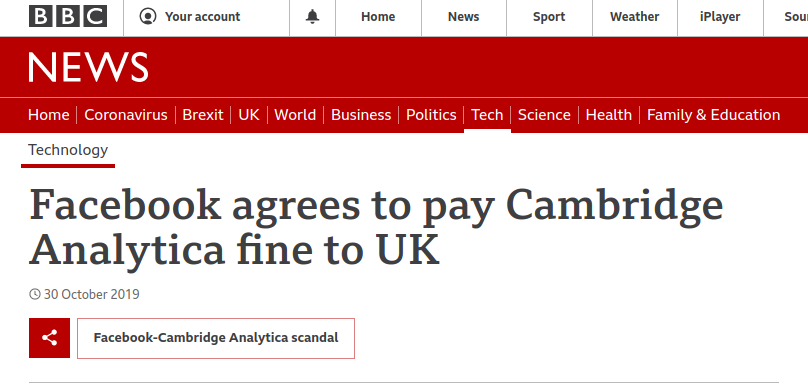 BBC Your account Home News Sport Weather iPlayer
NEWS
Home Coronavirus Brexit UK World Business Politics Tech Science Health Family & Education
Technology
Facebook agrees to pay Cambridge
Analytica fine to UK
30 October 2019
Facebook-Cambridge Analytica scandal